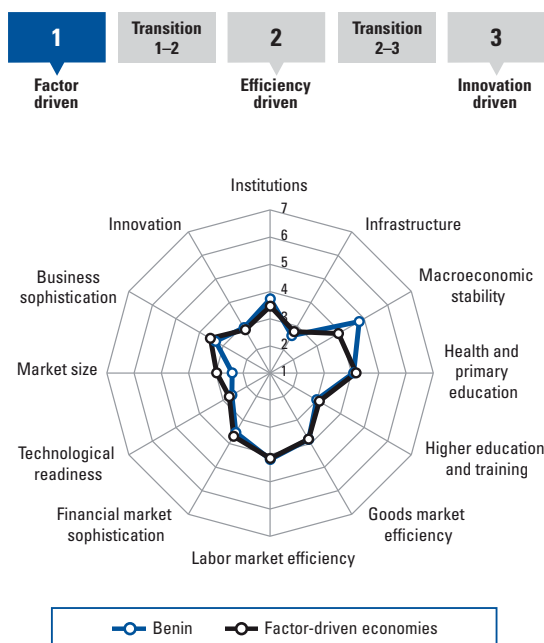 1
Transition
1–2
2
Transition
2–3
3
Factor
driven
Efficiency
driven
Innovation
driven
Institutions
7
Innovation
Infrastructure
6
5
Business
sophistication
Macroeconomic
stability
4
3
2
Market size
1
Health and
primary
education
Technological
readiness
Higher education
and training
Financial market
sophistication
Goods market
efficiency
Labor market efficiency
Benin
Factor-driven economies